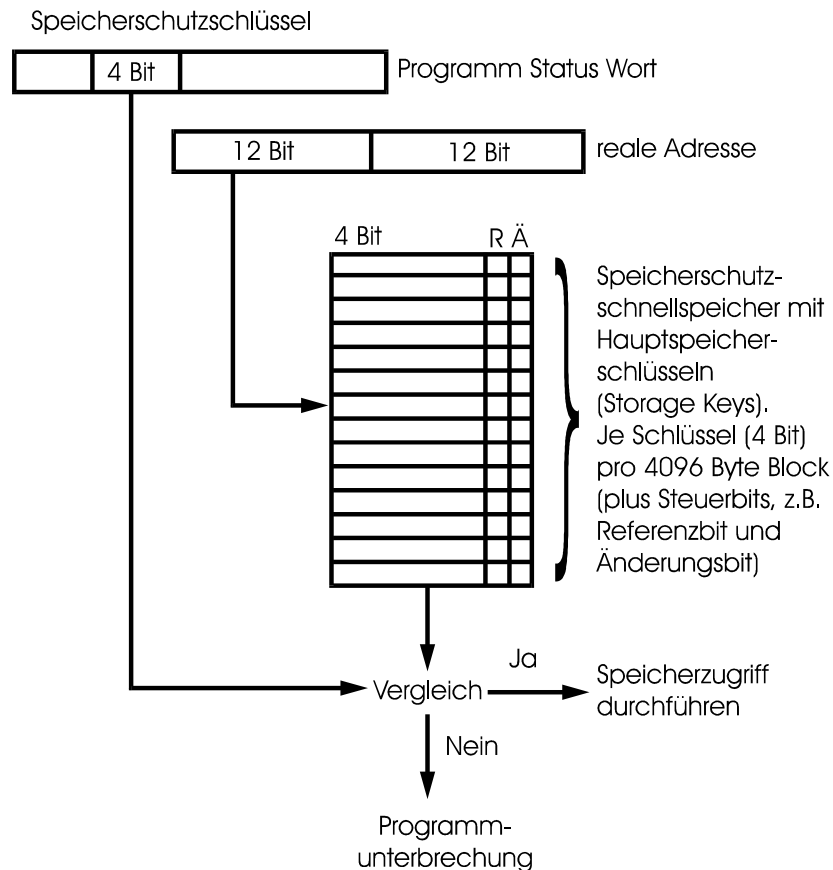 Speicherschutzschlüssel
4 Bit
Programm Status Wort
12 Bit
12 Bit
reale Adresse
4 Bit
R Ä
Speicherschutz-
schnellspeicher mit
Hauptspeicher-
schlüsseln
(Storage Keys).
Je Schlüssel (4 Bit)
pro 4096 Byte Block
(plus Steuerbits, z.B.
Referenzbit und
Änderungsbit)
Vergleich
Ja
Speicherzugriff
durchführen
Nein
Programm-
unterbrechung